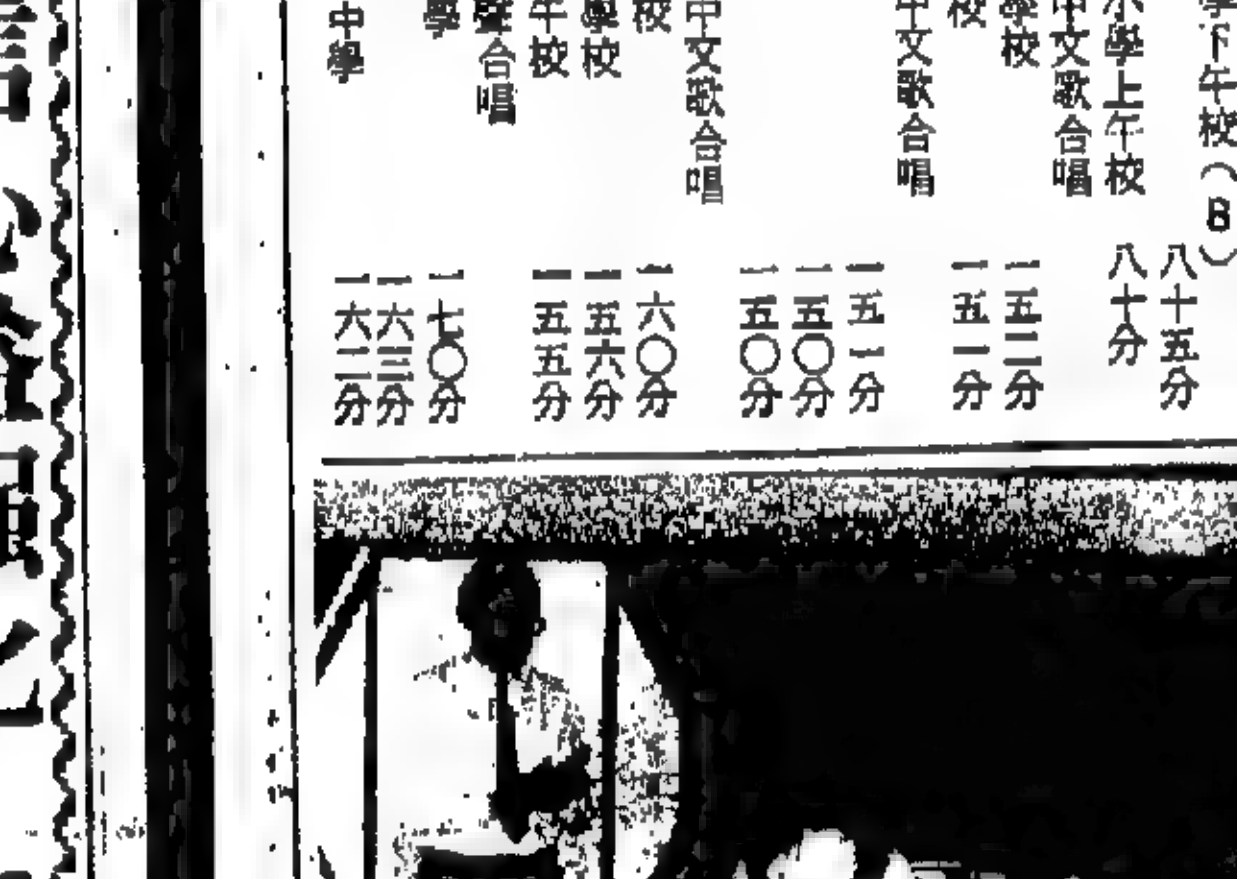 學下午校(B)
八十五分
小學上午校 八十分
中文歌合唱
學校 一五二分
校 一五一分
中文歌合唱
一五一分
一五〇分
一五〇分
中文歌合唱
校 一六〇分
學校 一五六分
午校 一五五分
聲合唱
學 一七〇分
一六三分
中學 一六二分